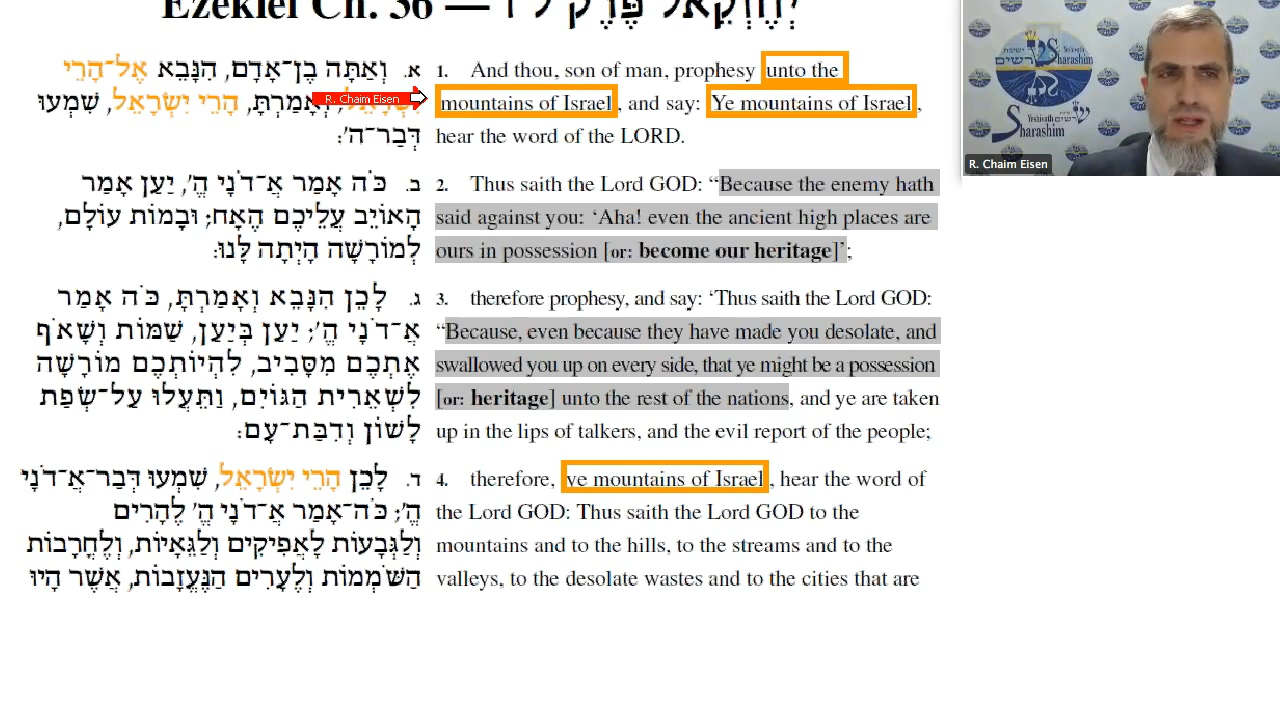 Ezekiel Ch. 36 — יְחֶזְקֵאל פֶּרֶק ל״ו
א. וְאַתָּה בֶן־אָדָם, הִנָּבֵא אֶל־הָרֵי
וְאָמַרְתָּ, הָרֵי יִשְׂרָאֵל, שִׁמְעוּ
דְּבַר־ה':
1. And thou, son of man, prophesy unto the
mountains of Israel, and say: Ye mountains of Israel,
hear the word of the LORD.
ב. כֹּה אָמַר אֲ־דֹנָי הֱ', יַעַן אָמַר
הָאוֹיֵב עֲלֵיכֶם הֶאָח; וּבָמוֹת עוֹלָם,
לְמוֹרָשָׁה הָיְתָה לָּנוּ:
2. Thus saith the Lord GOD: “Because the enemy hath
said against you: ‘Aha! even the ancient high places are
ours in possession [or: become our heritage]’;
ג. לָכֵן הִנָּבֵא וְאָמַרְתָּ, כֹּה אָמַר
אֲ־דֹנָי הֱ'; יַעַן בְּיַעַן, שַׁמּוֹת וְשָׁאֹף
אֶתְכֶם מִסָּבִיב, לִהְיוֹתְכֶם מוֹרָשָׁה
לִשְׁאֵרִית הַגּוֹיִם, וַתֵּעֲלוּ עַל־שְׂפַת
לָשׁוֹן וְדִבַּת־עָם:
3. therefore prophesy, and say: ‘Thus saith the Lord GOD:
“Because, even because they have made you desolate, and
swallowed you up on every side, that ye might be a possession
[or: heritage] unto the rest of the nations, and ye are taken
up in the lips of talkers, and the evil report of the people;
ד. לָכֵן הָרֵי יִשְׂרָאֵל, שִׁמְעוּ דְּבַר־אֲ־דֹנָי
הֱ'; כֹּה־אָמַר אֲ־דֹנָי הֱ' לֶהָרִים
וְלַגְּבָעוֹת לָאֲפִיקִים וְלַגֵּאָיוֹת, וְלֶחֳרָבוֹת
הַשֹּׁמְמוֹת וְלֶעָרִים הַנֶּעֱזָבוֹת, אֲשֶׁר הָיוּ
4. therefore, ye mountains of Israel, hear the word of
the Lord GOD: Thus saith the Lord GOD to the
mountains and to the hills, to the streams and to the
valleys, to the desolate wastes and to the cities that are
R. Chaim Eisen
Yeshivath
Sharashim
ישיבת
שרשים
Yeshivath שרשים
Sharashim
R. Chaim Eisen